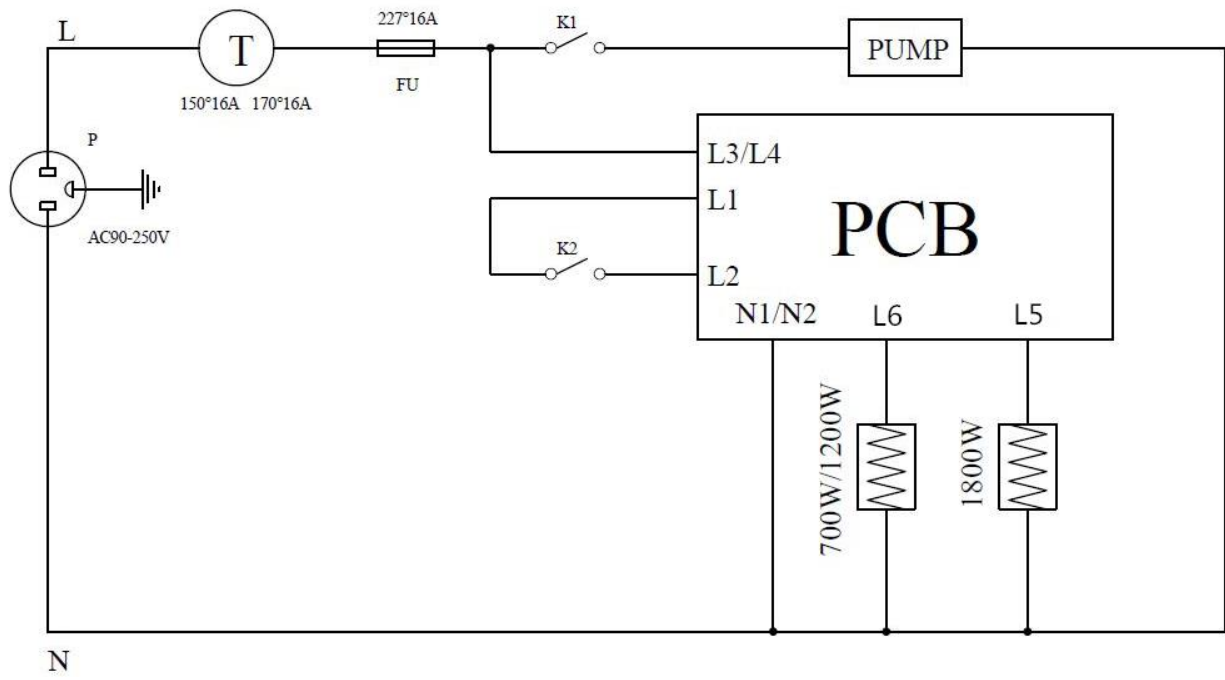 L
T
227°16A
FU
150°16A 170°16A
K1
PUMP
P
AC90-250V
L3/L4
L1
K2
L2
PCB
N1/N2 L6 L5
700W/1200W
1800W
N